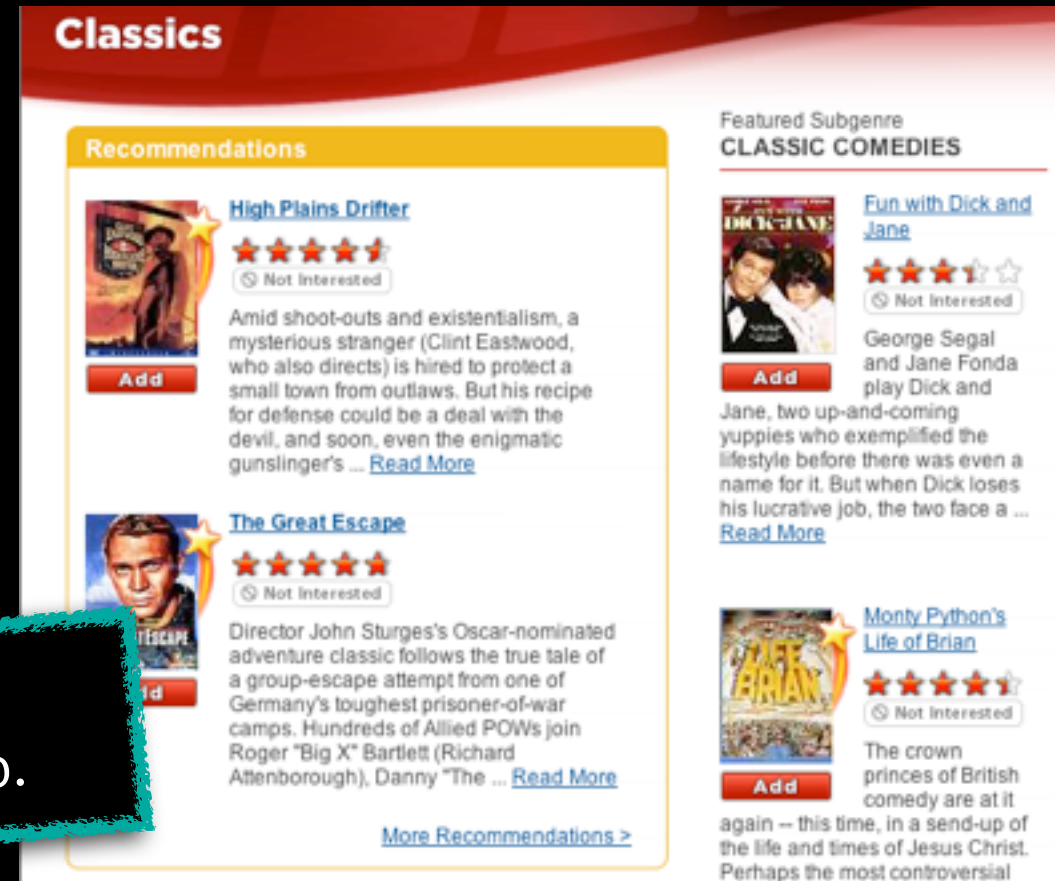 Classics
Recommendations
High Plains Drifter
Not Interested
Amid shoot-outs and existentialism, a
mysterious stranger (Clint Eastwood,
who also directs) is hired to protect a
small town from outlaws. But his recipe
for defense could be a deal with the
devil, and soon, even the enigmatic
gunslinger's ... Read More
Add
The Great Escape
Not Interested
Director John Sturges's Oscar-nominated
adventure classic follows the true tale of
a group-escape attempt from one of
Germany's toughest prisoner-of-war
camps. Hundreds of Allied POWs join
Roger "Big X" Bartlett (Richard
Attenborough), Danny "The ... Read More
More Recommendations >
Featured Subgenre
CLASSIC COMEDIES
DICK JANE
Add
Fun with Dick and
Jane
Not Interested
George Segal
and Jane Fonda
play Dick and
Jane, two up-and-coming
yuppies who exemplified the
lifestyle before there was even a
name for it. But when Dick loses
his lucrative job, the two face a ...
Read More
LIFE
BRIAN
Add
Monty Python's
Life of Brian
Not Interested
The crown
princes of British
comedy are at it
again -- this time, in a send-up of
the life and times of Jesus Christ.
Perhaps the most controversial